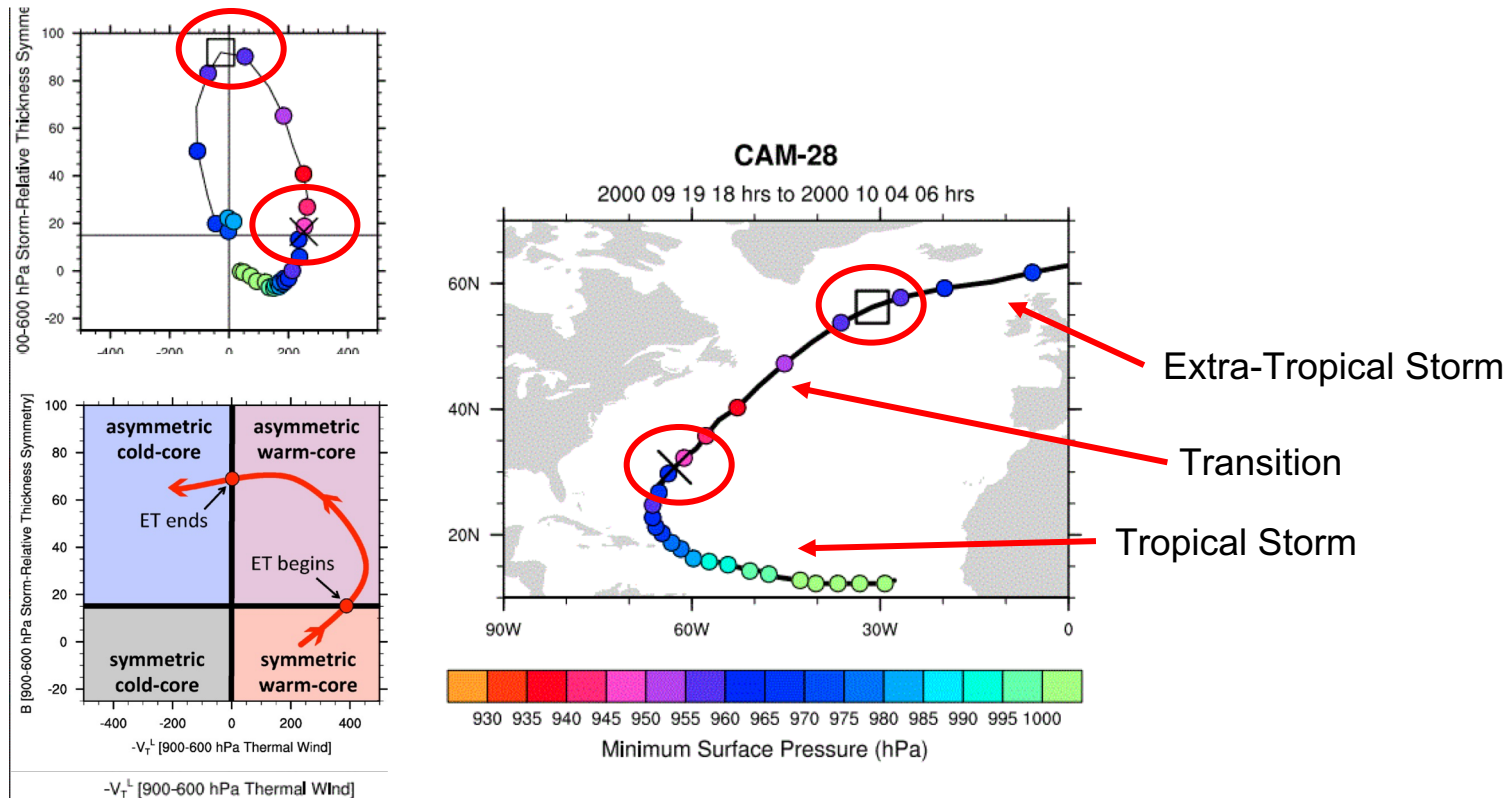 00-600 hPa Storm-Relative Thickness Symme
100
80
60
40
20
0
-20
-400 -200 0 200 400
B [900-600 hPa Storm-Relative Thickness Symmetry]
100
80
60
40
20
0
-20
asymmetric cold-core
asymmetric warm-core
ET ends
ET begins
symmetric cold-core
symmetric warm-core
-400 -200 0 200 400
-V_T^L [900-600 hPa Thermal Wind]
-V_T^L [900-600 hPa Thermal WInd]
CAM-28
2000 09 19 18 hrs to 2000 10 04 06 hrs
60N
40N
20N
90W 60W 30W 0
930 935 940 945 950 955 960 965 970 975 980 985 990 995 1000
Minimum Surface Pressure (hPa)
Extra-Tropical Storm
Transition
Tropical Storm